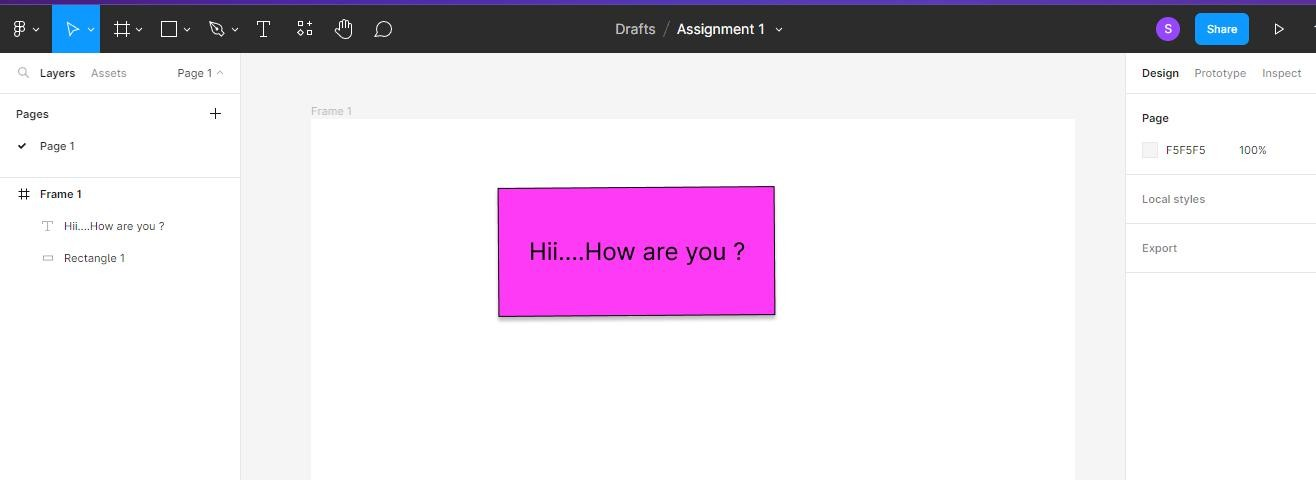 Drafts / Assignment 1
S
Share
Layers Assets Page 1
Design Prototype Inspect
Pages
Page 1
Frame 1
Hii....How are you ?
Rectangle 1
Frame 1
Hii....How are you ?
Page
F5F5F5 100%
Local styles
Export